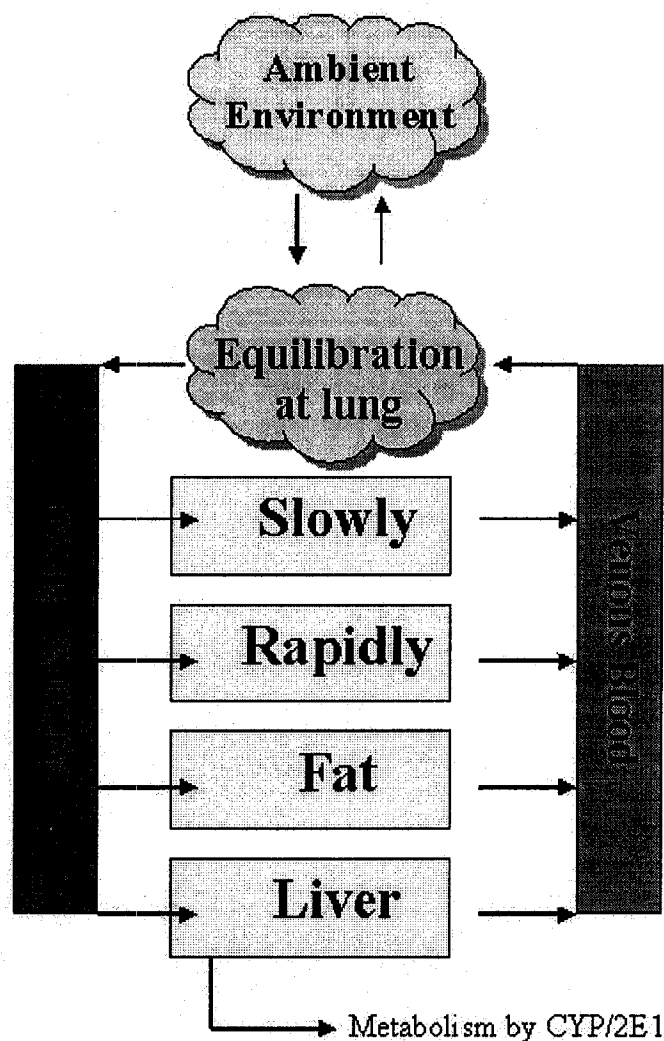 Ambient
Environment
Equilibration
at lung
Slowly
Rapidly
Fat
Liver
Venous Blood
Metabolism by CYP/2E1